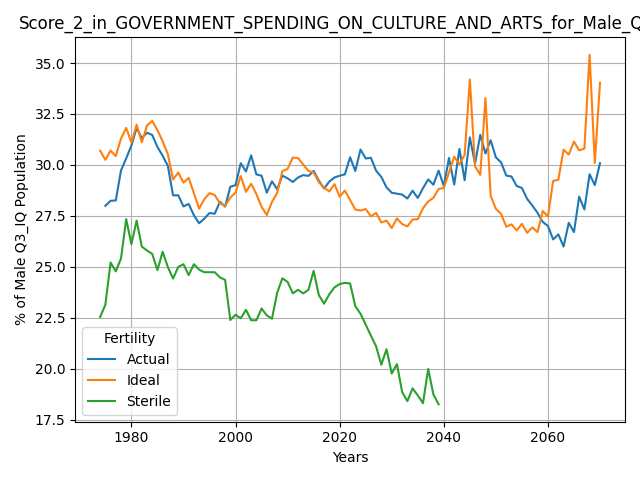 Score_2_in_GOVERNMENT_SPENDING_ON_CULTURE_AND_ARTS_for_Male_Q
35.0
32.5
30.0
27.5
25.0
22.5
20.0
17.5
% of Male Q3_IQ Population
Fertility
Actual
Ideal
Sterile
1980
2000
2020
2040
2060
Years